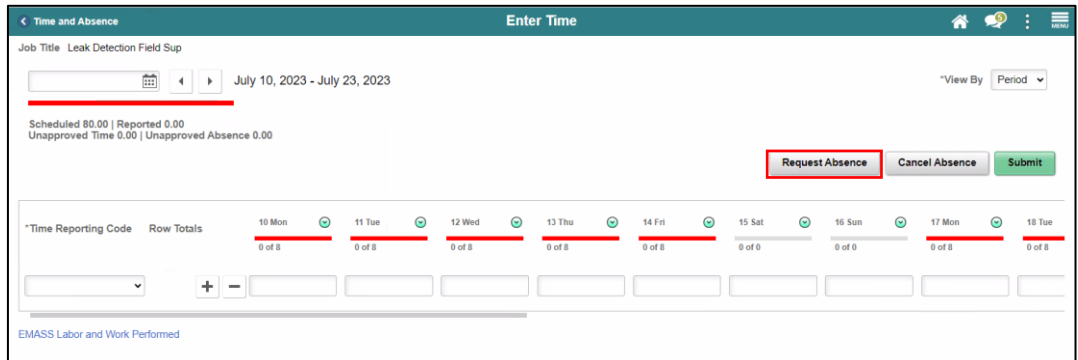 Time and Absence Enter Time 5 MENU
Job Title Leak Detection Field Sup
July 10, 2023 - July 23, 2023 *View By Period
Scheduled 80.00 | Reported 0.00
Unapproved Time 0.00 | Unapproved Absence 0.00
Request Absence Cancel Absence Submit
*Time Reporting Code Row Totals 10 Mon 11 Tue 12 Wed 13 Thu 14 Fri 15 Sat 16 Sun 17 Mon 18 Tue
0 of 8 0 of 8 0 of 8 0 of 8 0 of 8 0 of 0 0 of 0 0 of 8 0 of 8
EMASS Labor and Work Performed